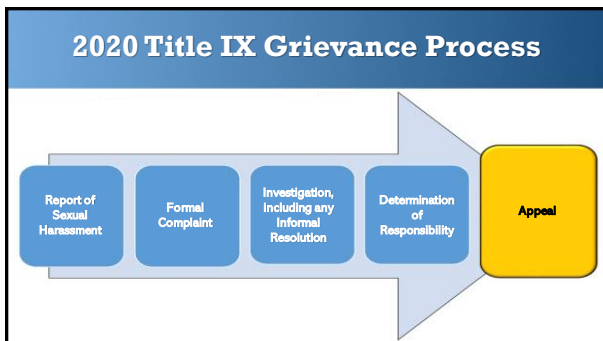 2020 Title IX Grievance Process
Report of
Sexual
Harassment
Formal
Complaint
Investigation,
Including any
Informal
Resolution
Determination
of
Responsibility
Appeal